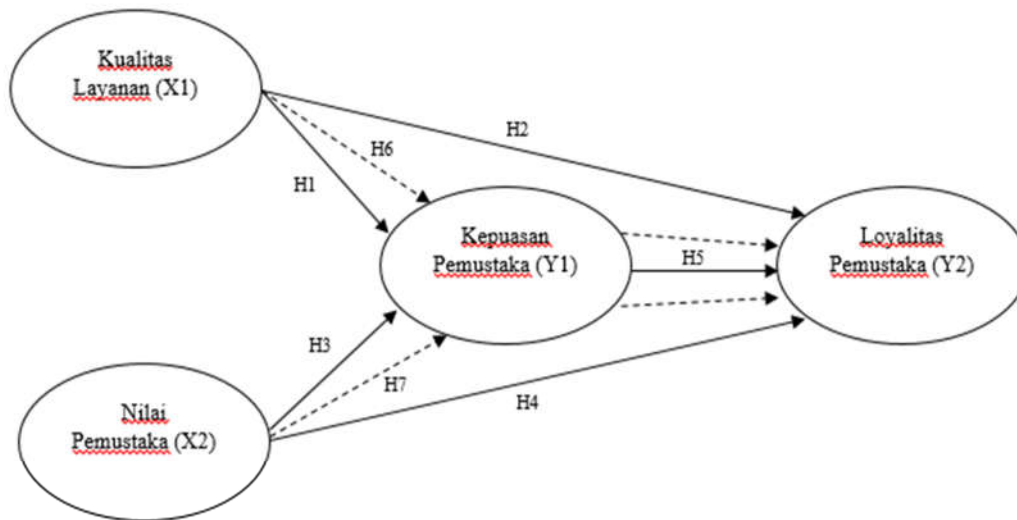 Kualitas
Layanan (X1)
H2
H6
H1
Kepuasan
Pemustaka (Y1)
H5
Loyalitas
Pemustaka (Y2)
H3
H7
H4
Nilai
Pemustaka (X2)